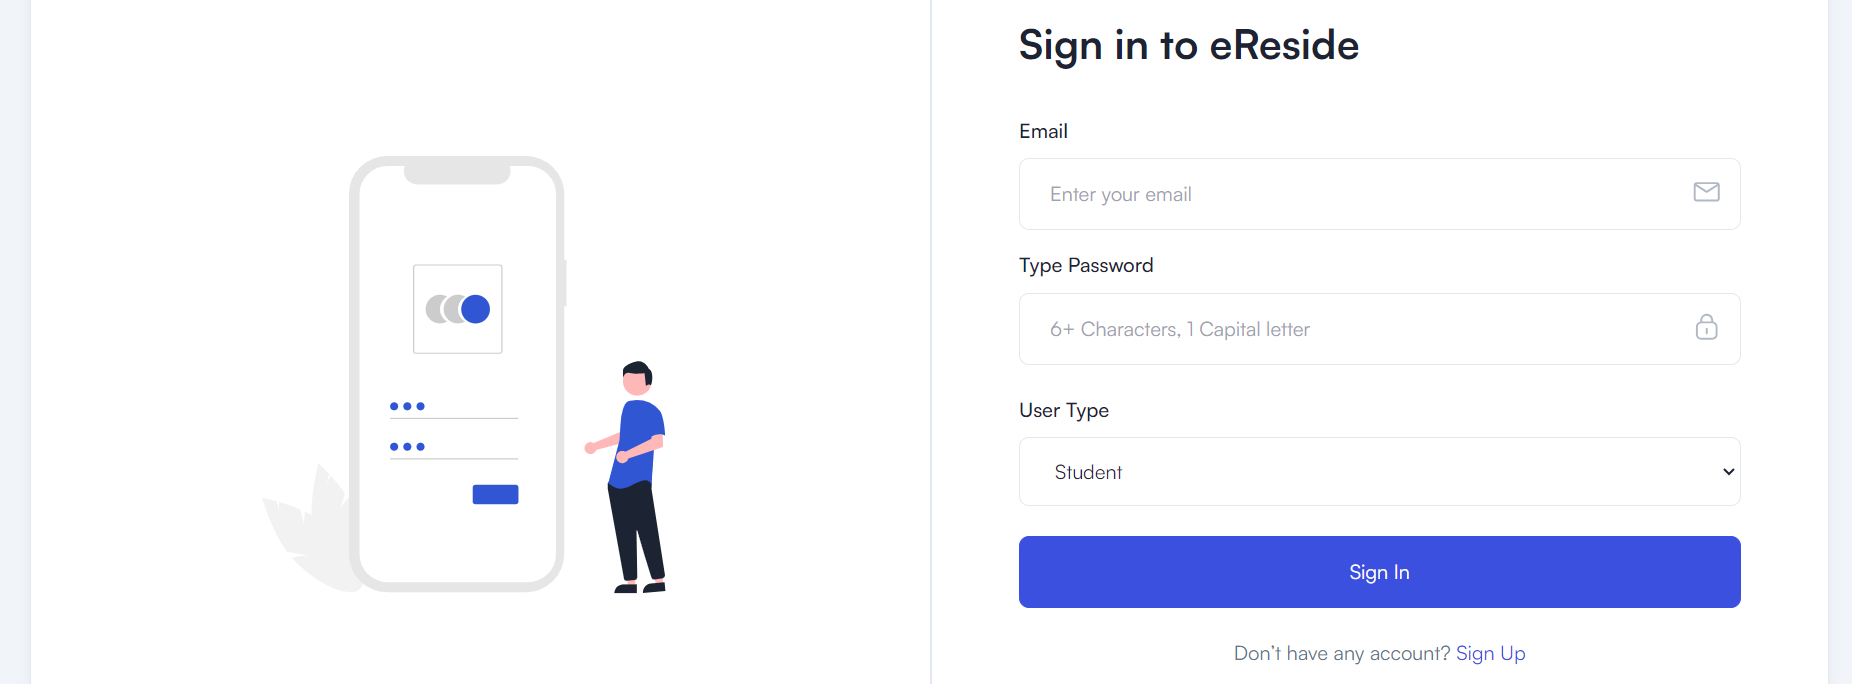 Sign in to eReside
Email
Enter your email
Type Password
6+ Characters, 1 Capital letter
User Type
Student
Sign In
Don't have any account? Sign Up